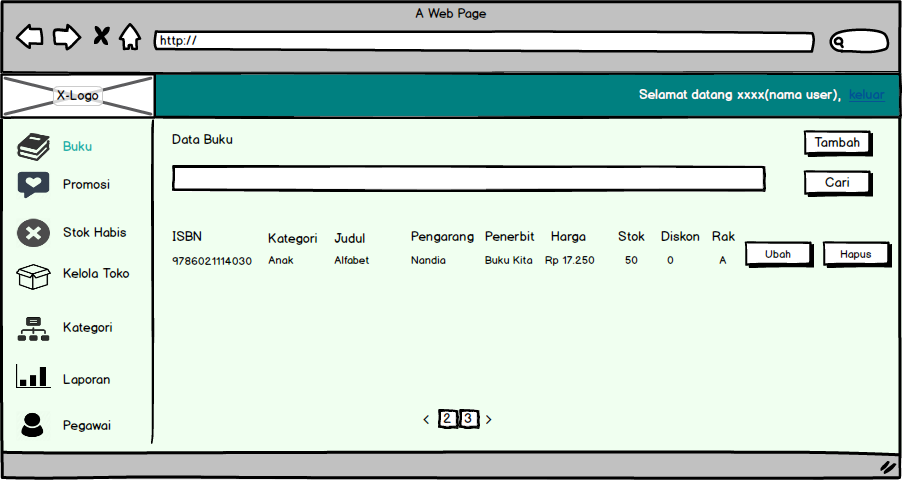 A Web Page
http://
X-Logo
Selamat datang xxxx(nama user), keluar
Buku
Promosi
Stok Habis
Kelola Toko
Kategori
Laporan
Pegawai
Data Buku
Tambah
Cari
ISBN Kategori Judul Pengarang Penerbit Harga Stok Diskon Rak
9786021114030 Anak Alfabet Nandia Buku Kita Rp 17.250 50 0 A Ubah Hapus
< 2 3 >